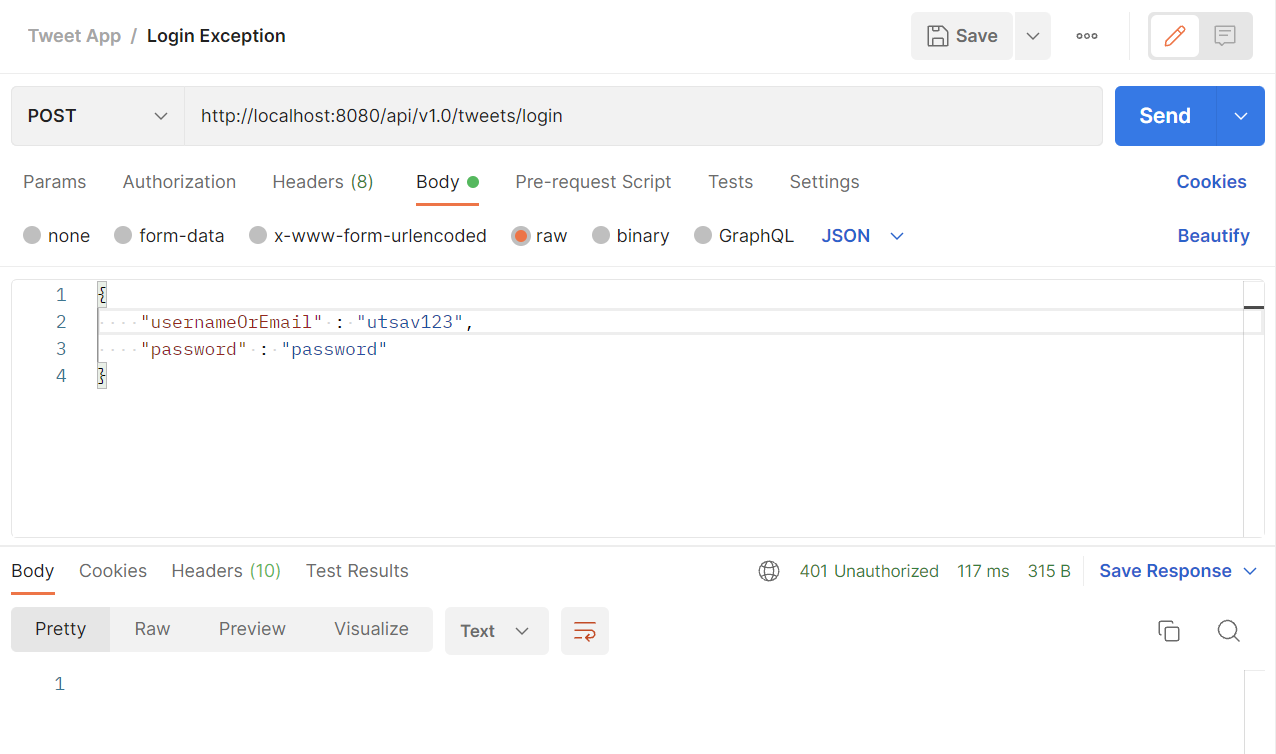 Tweet App / Login Exception Save
POST http://localhost:8080/api/v1.0/tweets/login Send
Params Authorization Headers (8) Body Pre-request Script Tests Settings Cookies
none form-data x-www-form-urlencoded raw binary GraphQL JSON Beautify
1 {
2 "usernameOrEmail" : "utsav123",
3 "password" : "password"
4 }
Body Cookies Headers (10) Test Results 401 Unauthorized 117 ms 315 B Save Response
Pretty Raw Preview Visualize Text
1